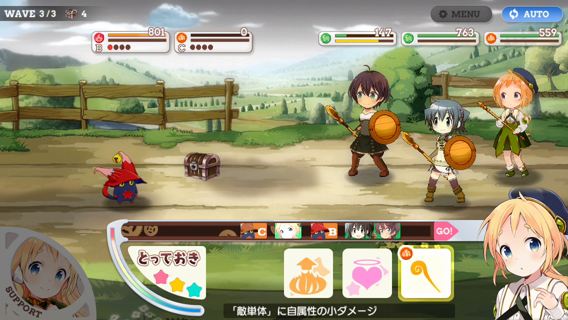 WAVE 3/3 4 MENU AUTO
801 0 147 763 559
B C
C B GO!
とっておき
SUPPORT
「敵単体」に自属性の小ダメージ